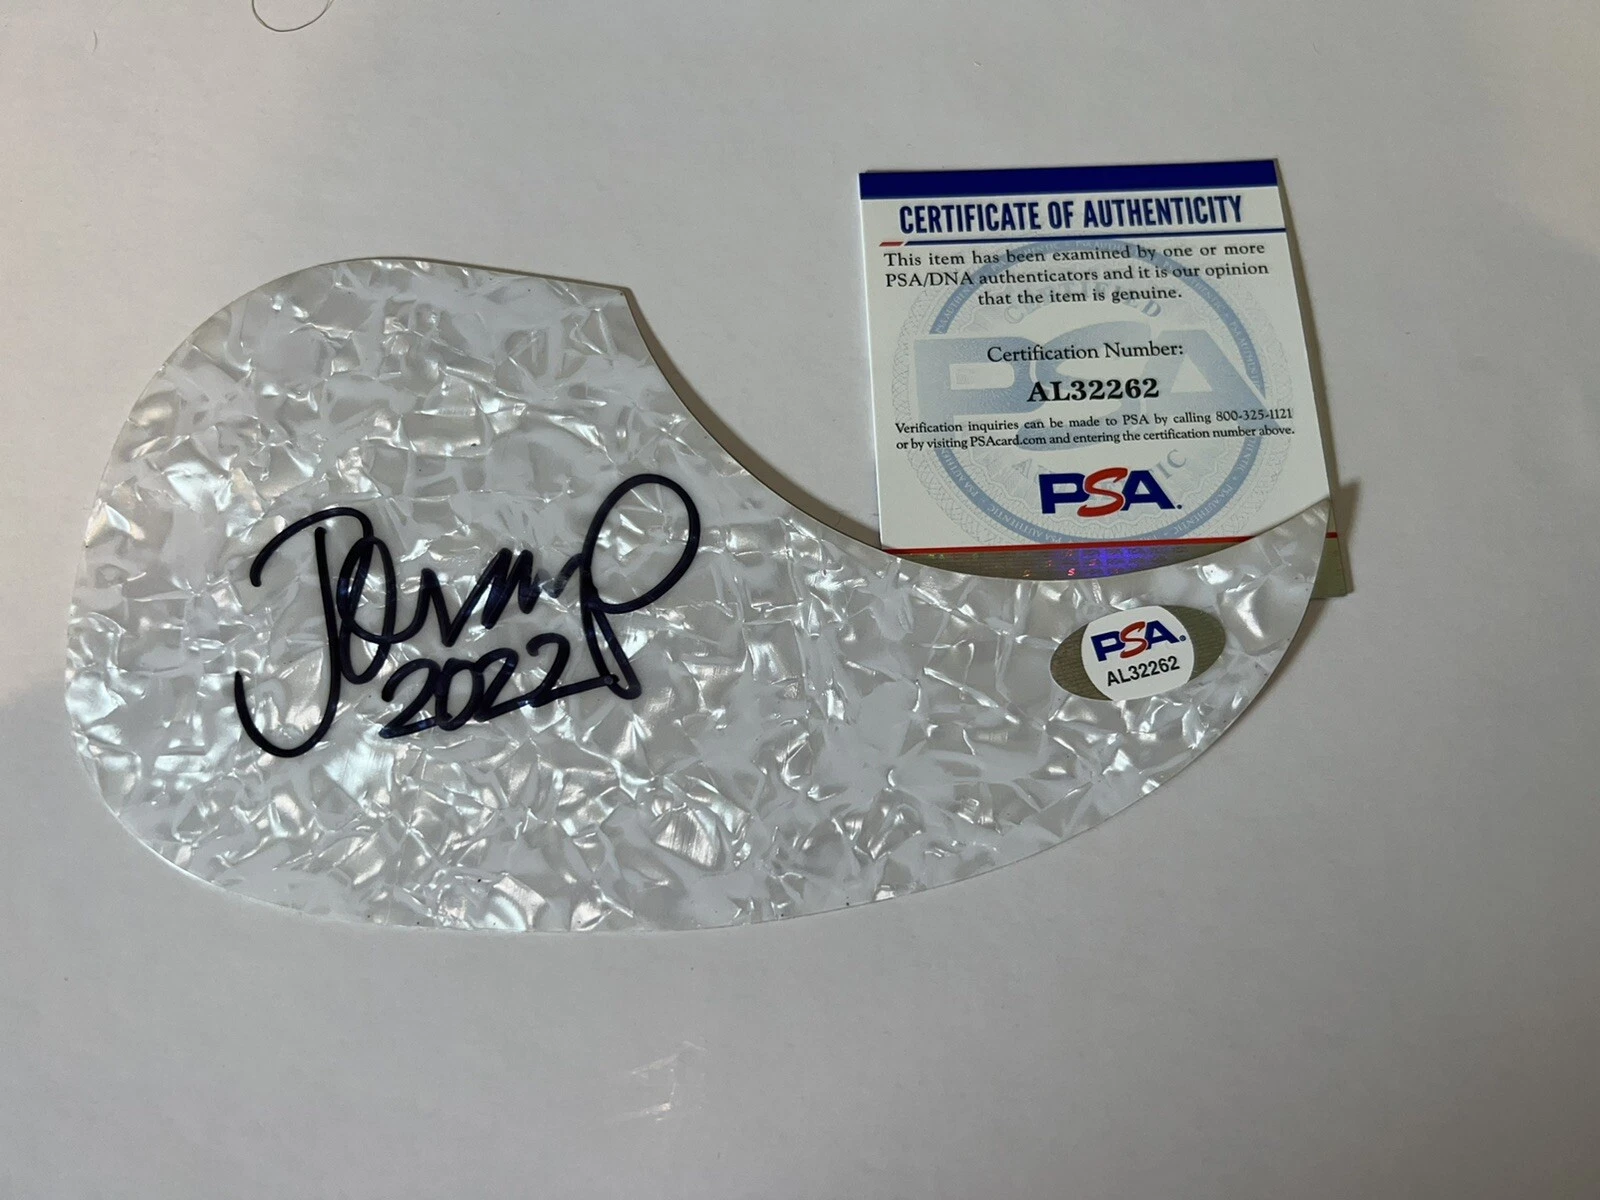 CERTIFICATE OF AUTHENTICITY
This item has been examined by one or more
PSA/DNA authenticators and it is our opinion
that the item is genuine.
Certification Number:
AL32262
Verification inquiries can be made to PSA by calling 800-325-1121
or by visiting PSAcard.com and entering the certification number above.
PSA.
2022
PSA
AL32262